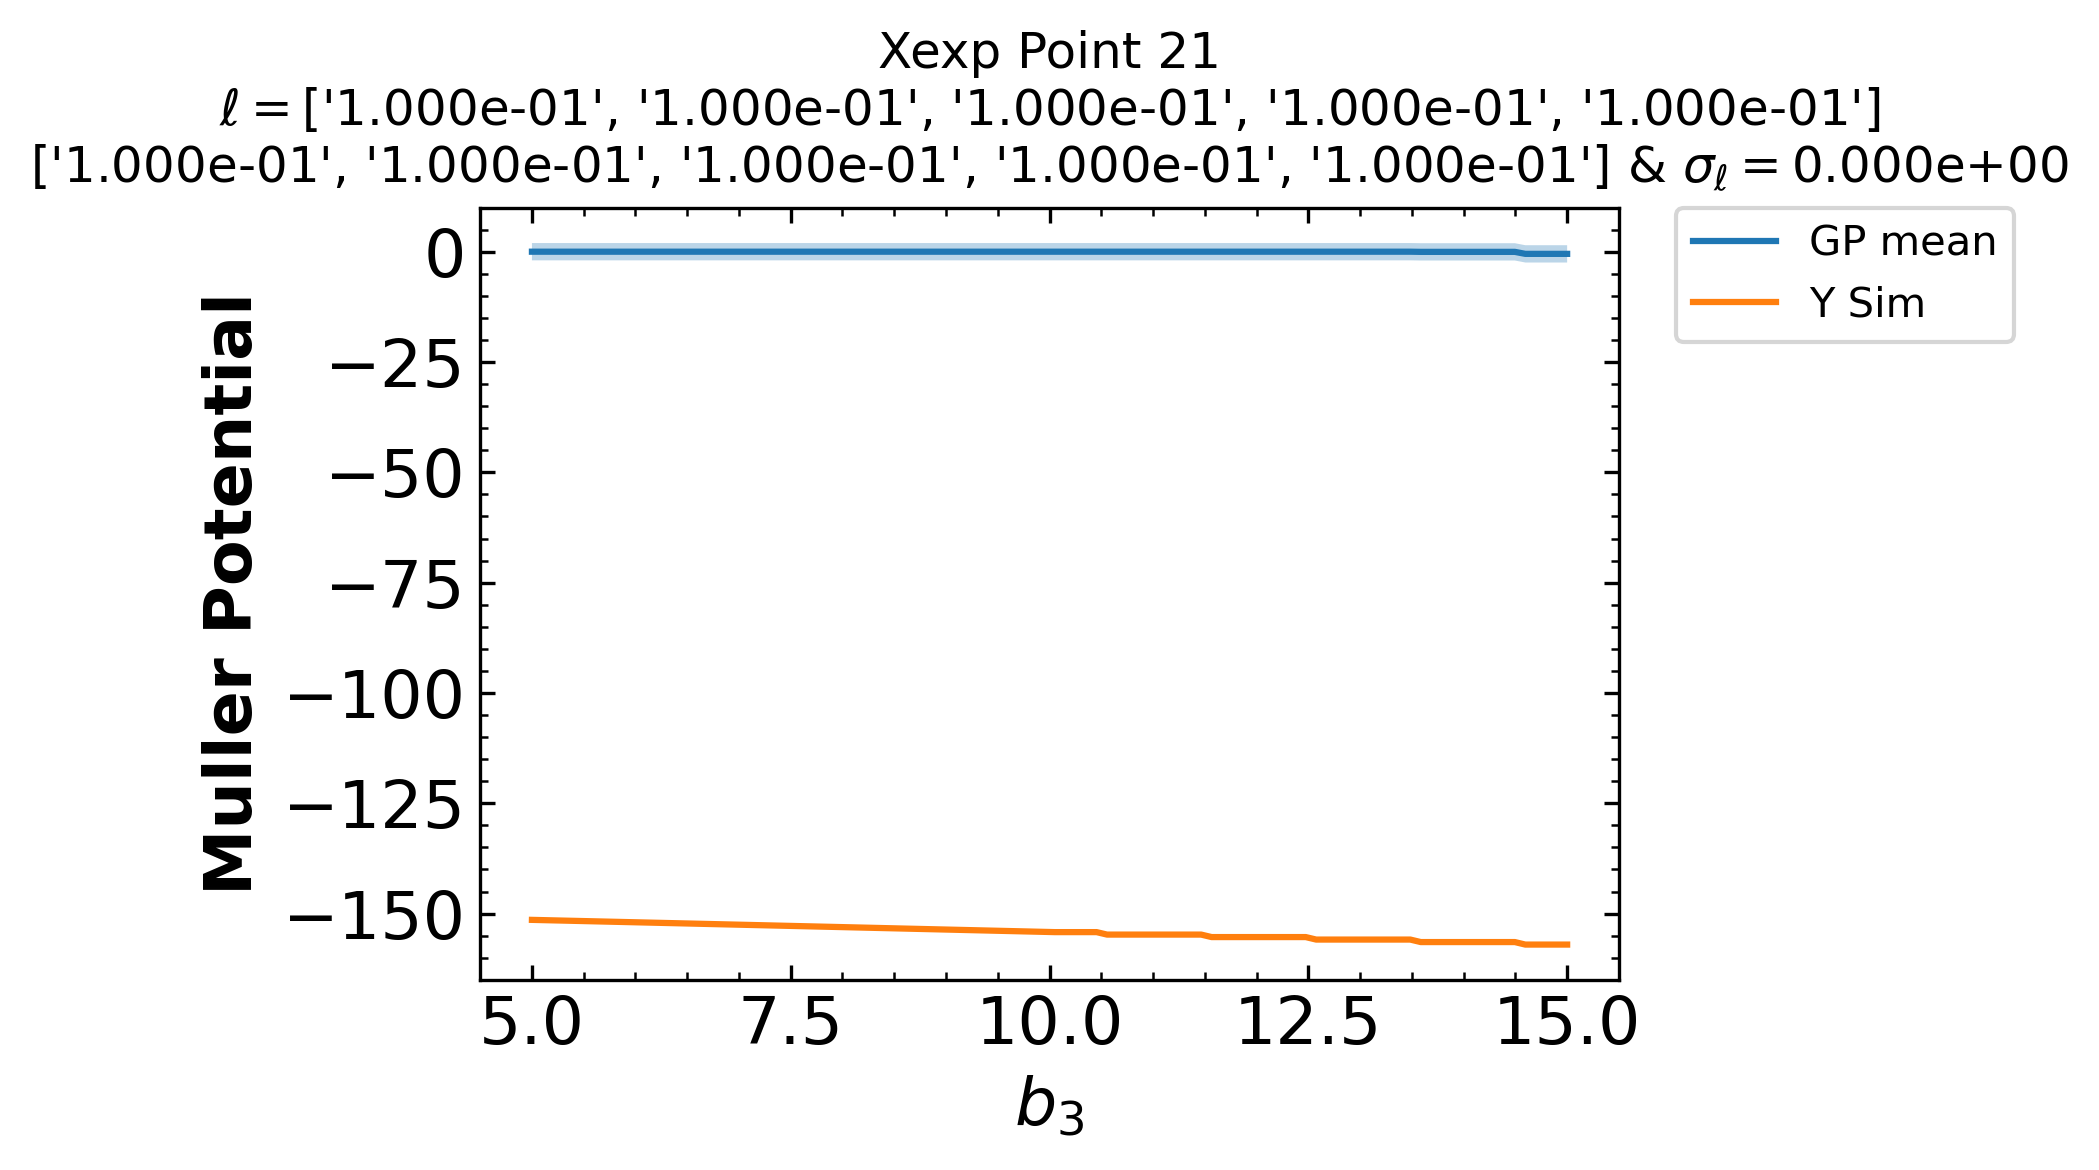 Xexp Point 21
ℓ = ['1.000e-01', '1.000e-01', '1.000e-01', '1.000e-01', '1.000e-01']
['1.000e-01', '1.000e-01', '1.000e-01', '1.000e-01', '1.000e-01'] & σℓ = 0.000e+00
GP mean
Y Sim
Muller Potential
0
−25
−50
−75
−100
−125
−150
5.0 7.5 10.0 12.5 15.0
b3